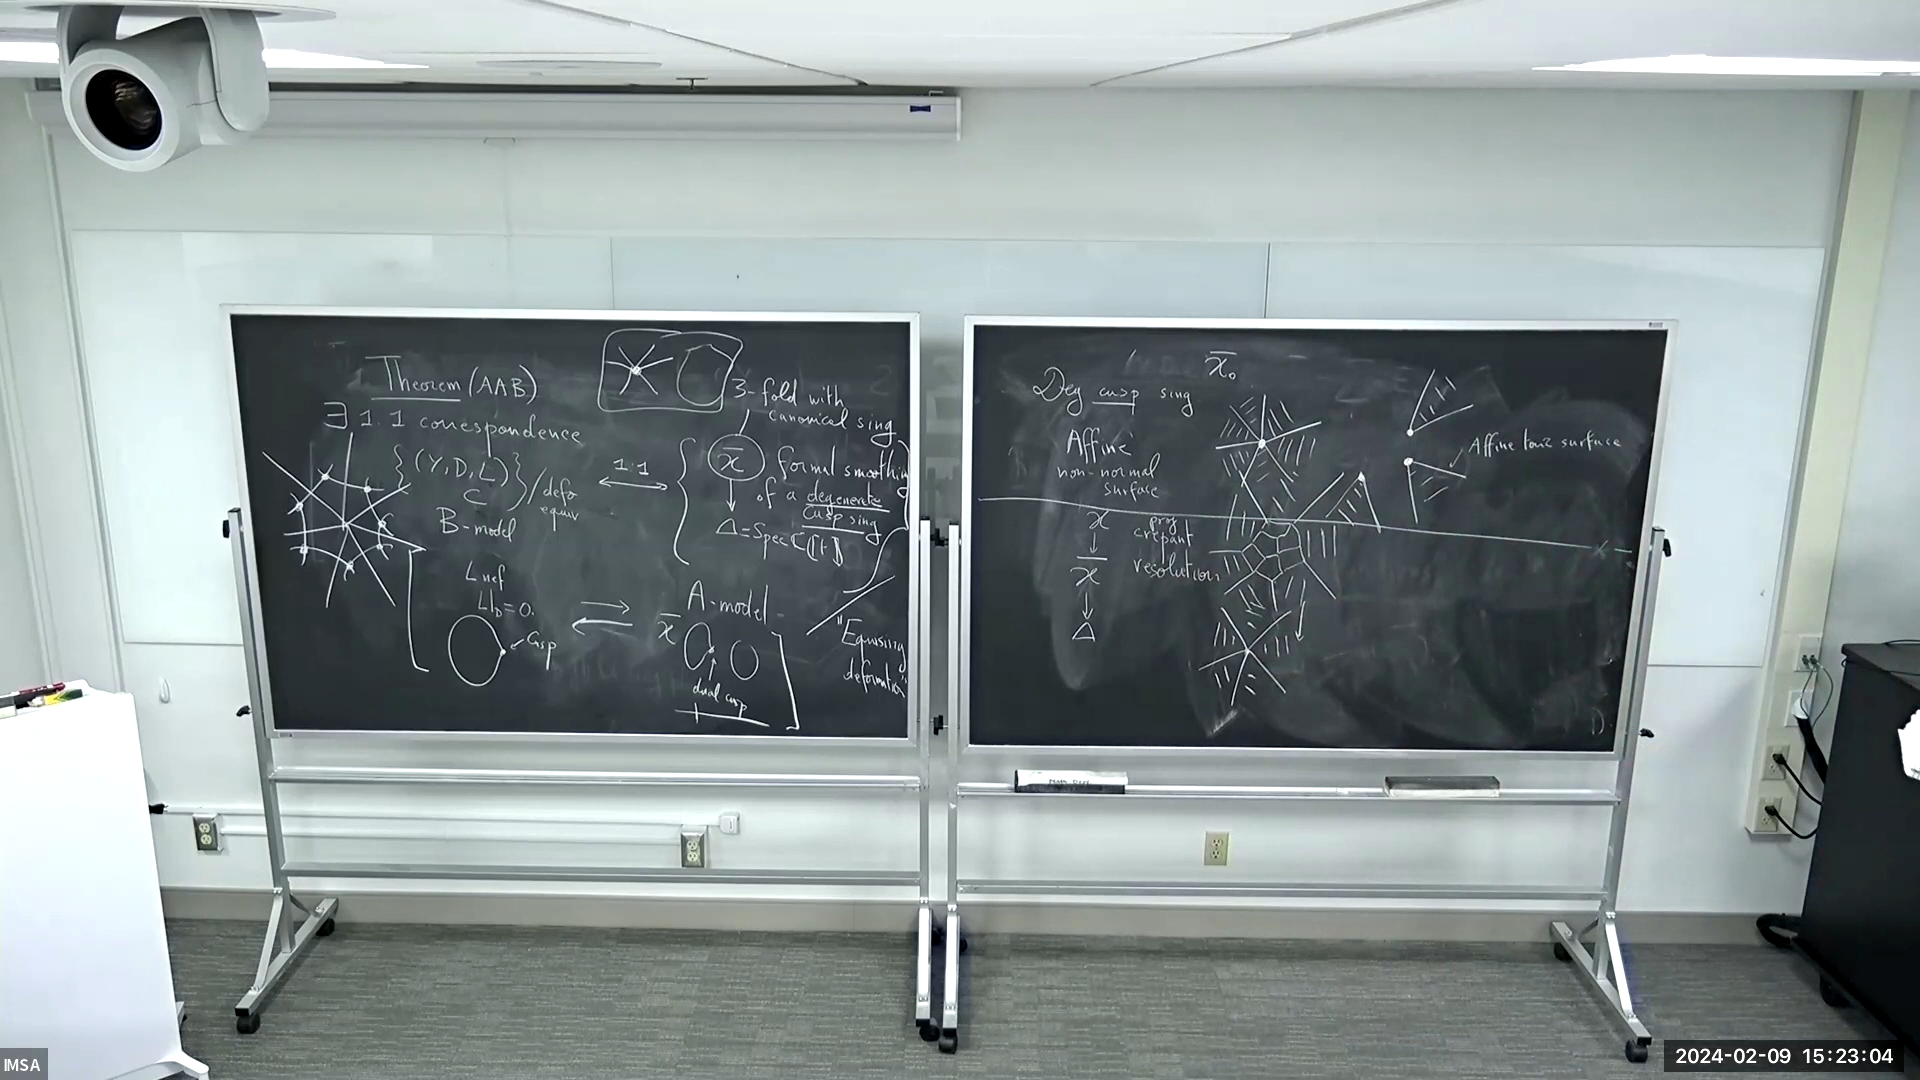 Theorem (AAB)
∃ 1:1 correspondence
{(Y, D, L)}/defo equiv
B-model
1:1
3-fold with
canonical sing
X̄ formal smoothing
of a degenerate
cusp sing
Δ = Spec C[[t]]
L nef
L|_D = 0.
cusp
A-model
X̄
dual cusp
"Equising
deformation"
X̄₀
Deg cusp sing
Affine
non-normal
surface
Affine toric surface
X
proj
crepant
X̄
resolution
Δ
IMSA
2024-02-09 15:23:04